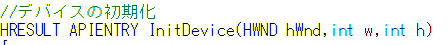 //デバイスの初期化
HRESULT APIENTRY InitDevice(HWND hWnd,int w,int h)